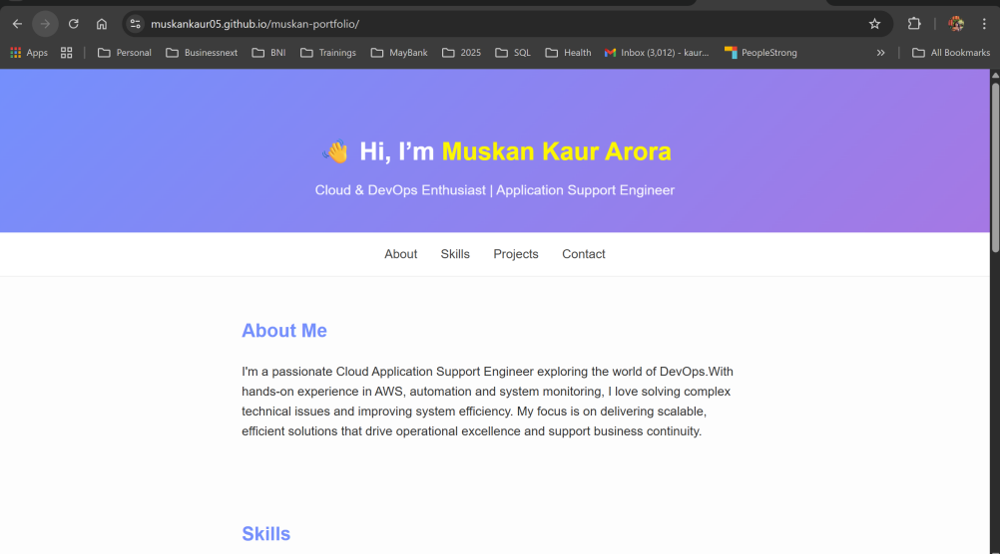 muskankaur05.github.io/muskan-portfolio/
Apps Personal Businessnext BNI Trainings MayBank 2025 SQL Health Inbox (3,012) - kaur... PeopleStrong » All Bookmarks
👋 Hi, I’m Muskan Kaur Arora
Cloud & DevOps Enthusiast | Application Support Engineer
About Skills Projects Contact
About Me
I'm a passionate Cloud Application Support Engineer exploring the world of DevOps.With
hands-on experience in AWS, automation and system monitoring, I love solving complex
technical issues and improving system efficiency. My focus is on delivering scalable,
efficient solutions that drive operational excellence and support business continuity.
Skills